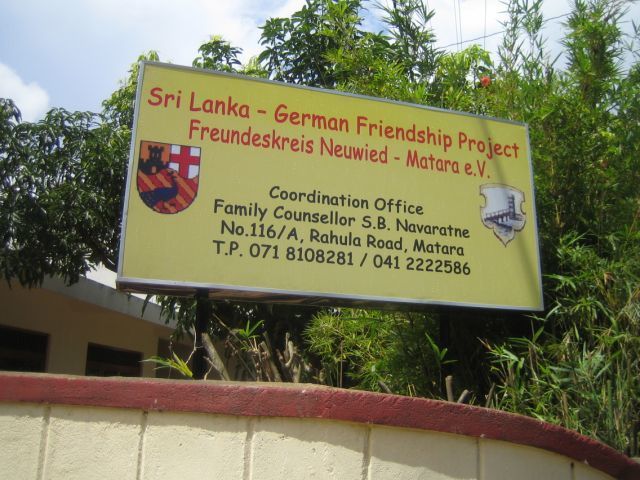 Sri Lanka - German Friendship Project
Freundeskreis Neuwied - Matara e.V.
Coordination Office
Family Counsellor S.B. Navaratne
No.116/A, Rahula Road, Matara
T.P. 071 8108281 / 041 2222586